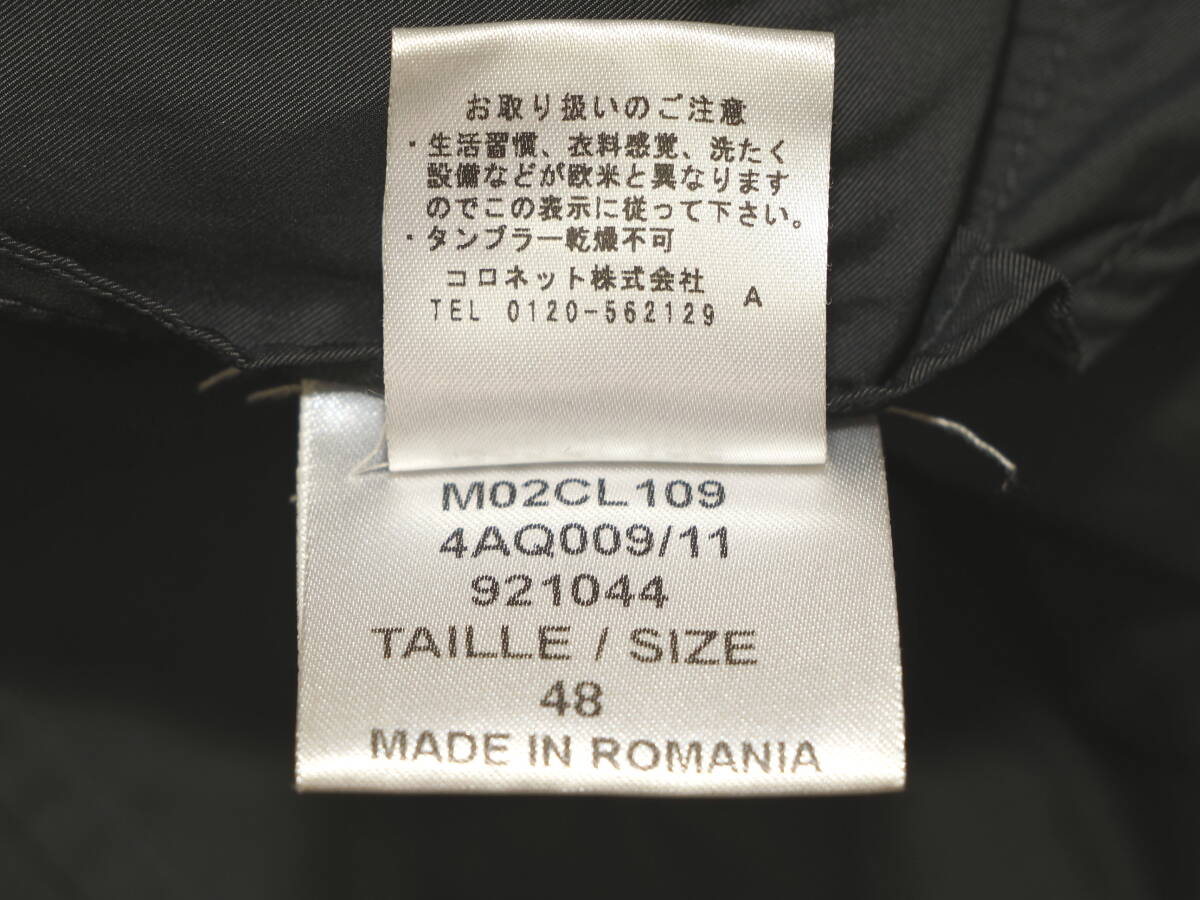 お取り扱いのご注意
・生活習慣、衣料感覚、洗たく
設備などが欧米と異なります
のでこの表示に従って下さい。
・タンブラー乾燥不可
コロネット株式会社
TEL 0120-562129 A
M02CL109
4AQ009/11
921044
TAILLE / SIZE
48
MADE IN ROMANIA